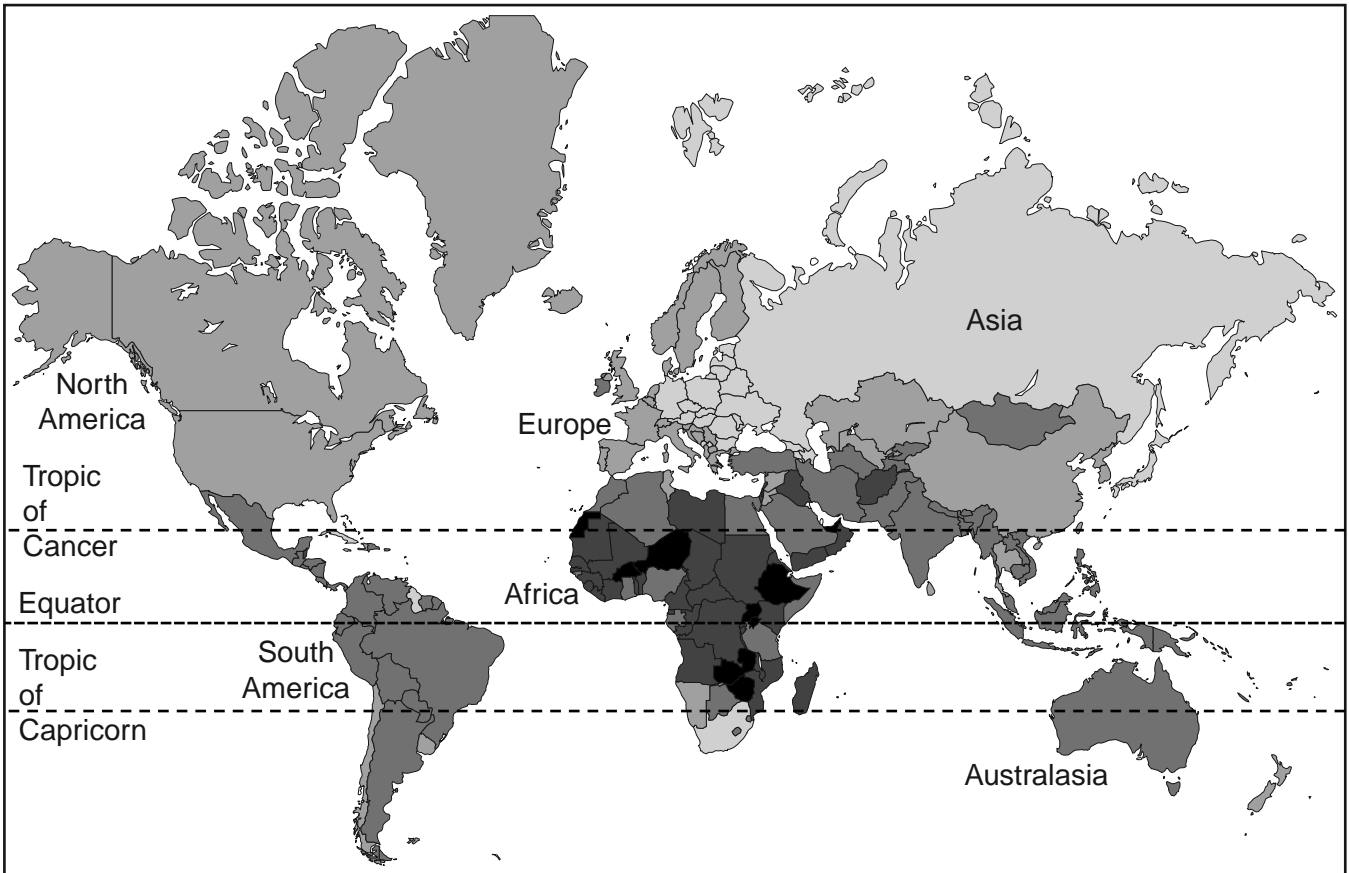 Asia
North
America
Europe
Tropic
of
Cancer
Africa
Equator
South
America
Tropic
of
Capricorn
Australasia